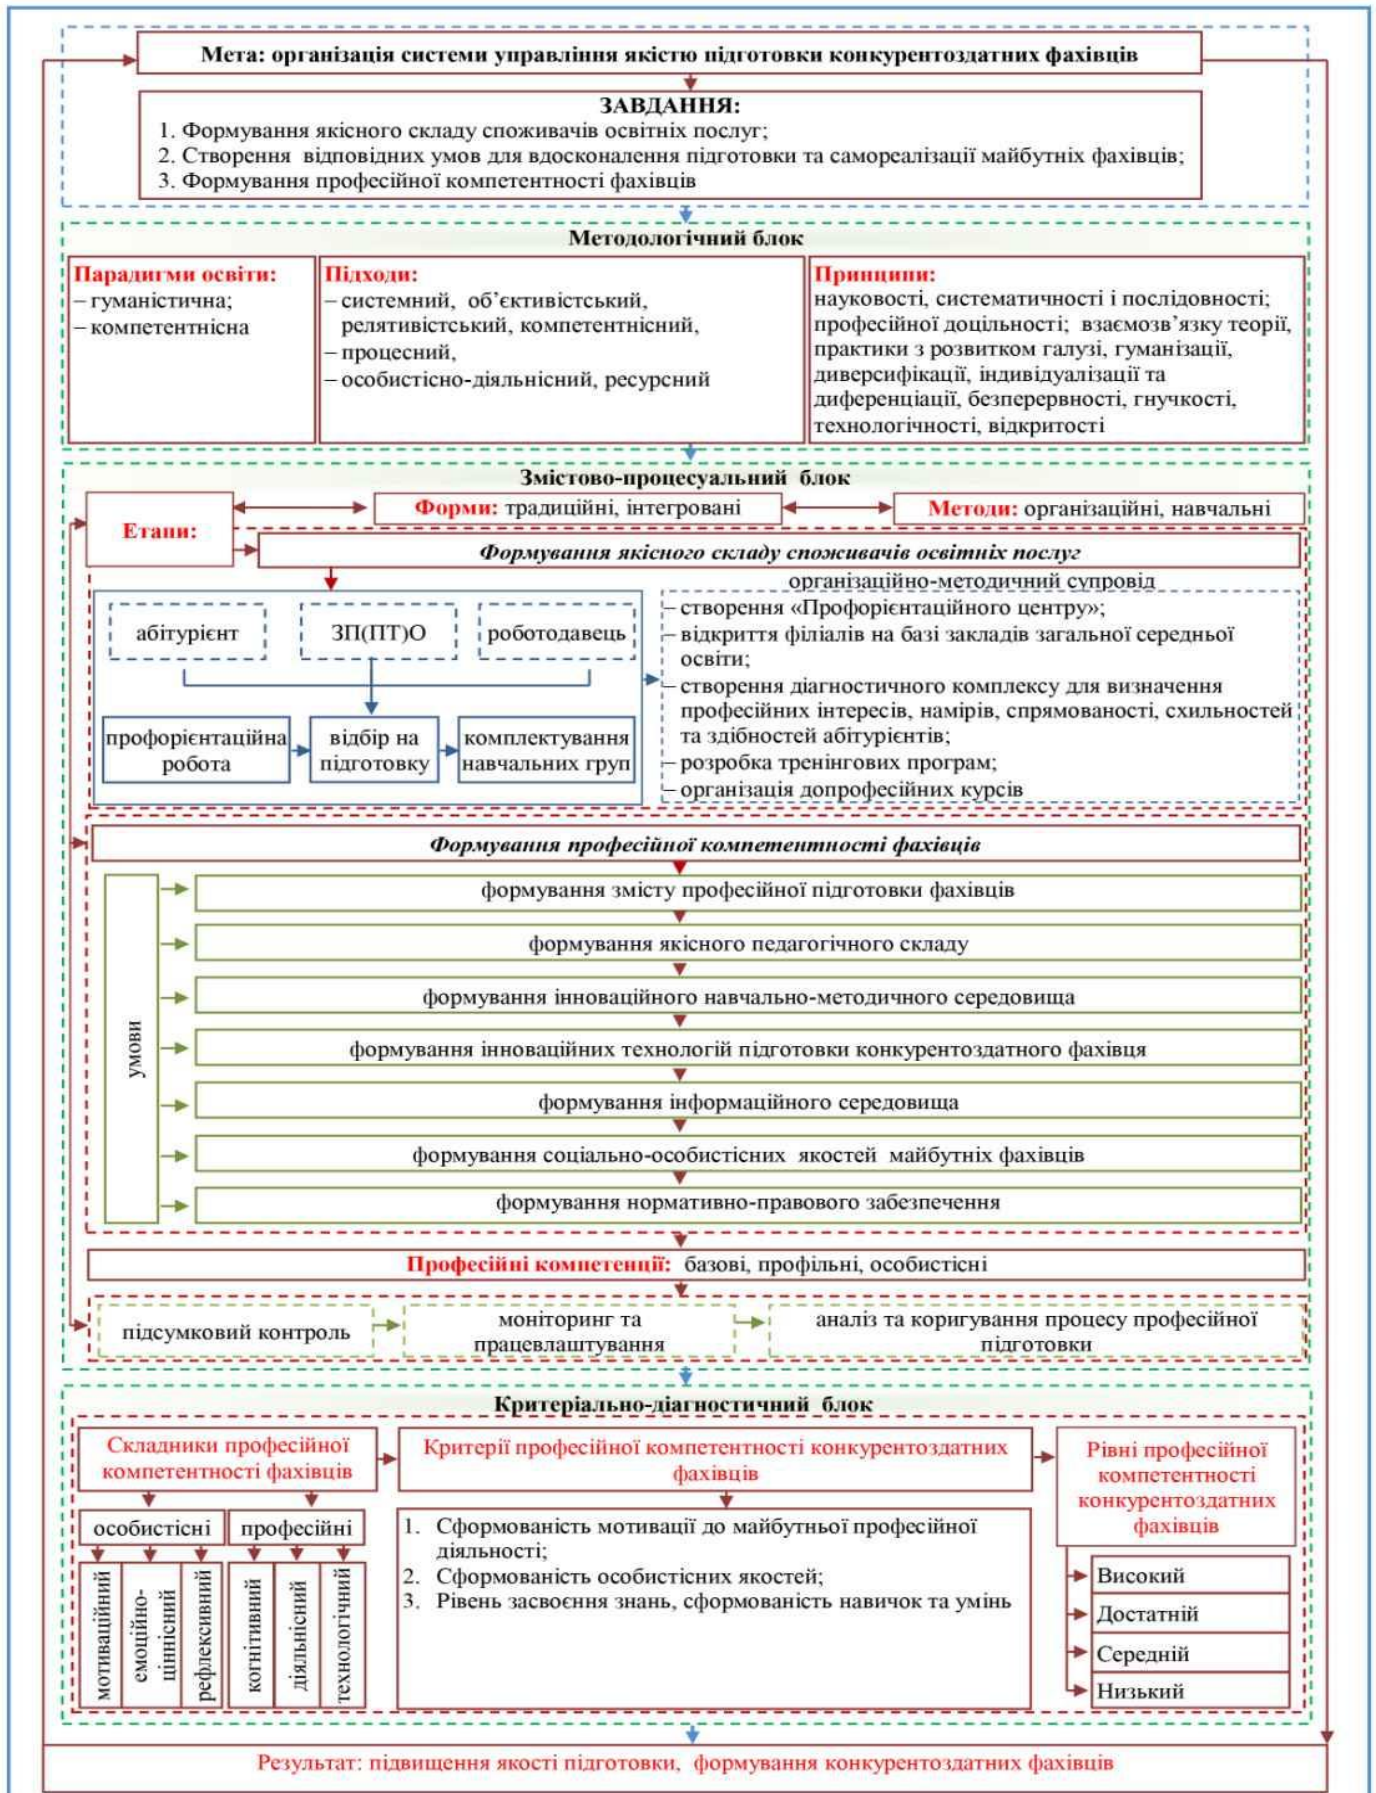 Мета: організація системи управління якістю підготовки конкурентоздатних фахівців
ЗАВДАННЯ:
1. Формування якісного складу споживачів освітніх послуг;
2. Створення відповідних умов для вдосконалення підготовки та самореалізації майбутніх фахівців;
3. Формування професійної компетентності фахівців
Методологічний блок
Парадигми освіти:
– гуманістична;
– компетентнісна
Підходи:
– системний, об’єктивістський,
релятивістський, компетентнісний,
– процесний,
– особистісно-діяльнісний, ресурсний
Принципи:
науковості, систематичності і послідовності;
професійної доцільності; взаємозв’язку теорії,
практики з розвитком галузі, гуманізації,
диверсифікації, індивідуалізації та
диференціації, безперервності, гнучкості,
технологічності, відкритості
Змістово-процесуальний блок
Етапи:
Форми: традиційні, інтегровані
Методи: організаційні, навчальні
Формування якісного складу споживачів освітніх послуг
абітурієнт
ЗП(ПТ)О
роботодавець
профорієнтаційна
робота
відбір на
підготовку
комплектування
навчальних груп
організаційно-методичний супровід
– створення «Профорієнтаційного центру»;
– відкриття філіалів на базі закладів загальної середньої
освіти;
– створення діагностичного комплексу для визначення
професійних інтересів, намірів, спрямованості, схильностей
та здібностей абітурієнтів;
– розробка тренінгових програм;
– організація допрофесійних курсів
Формування професійної компетентності фахівців
умови
формування змісту професійної підготовки фахівців
формування якісного педагогічного складу
формування інноваційного навчально-методичного середовища
формування інноваційних технологій підготовки конкурентоздатного фахівця
формування інформаційного середовища
формування соціально-особистісних якостей майбутніх фахівців
формування нормативно-правового забезпечення
Професійні компетенції: базові, профільні, особистісні
підсумковий контроль
моніторинг та
працевлаштування
аналіз та коригування процесу професійної
підготовки
Критеріально-діагностичний блок
Складники професійної
компетентності фахівців
особистісні
професійні
мотиваційний
емоційно-
ціннісний
рефлексивний
когнітивний
діяльнісний
технологічний
Критерії професійної компетентності конкурентоздатних
фахівців
1. Сформованість мотивації до майбутньої професійної
діяльності;
2. Сформованість особистісних якостей;
3. Рівень засвоєння знань, сформованість навичок та умінь
Рівні професійної
компетентності
конкурентоздатних
фахівців
Високий
Достатній
Середній
Низький
Результат: підвищення якості підготовки, формування конкурентоздатних фахівців